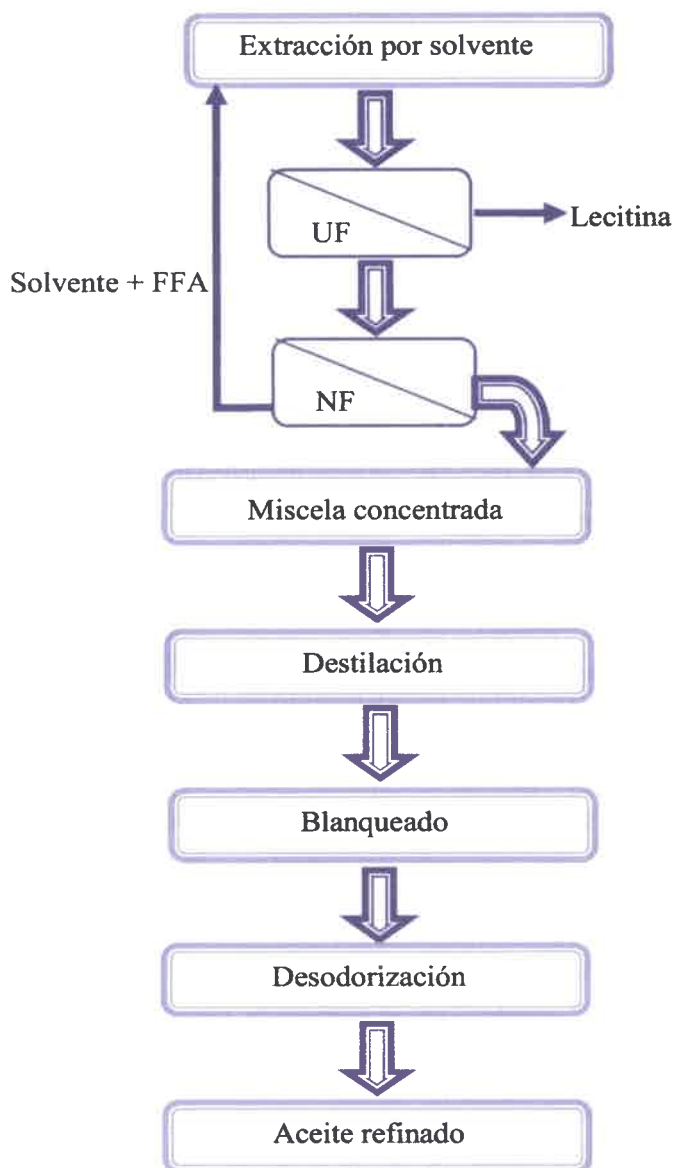 Extracción por solvente
UF
Lecitina
Solvente + FFA
NF
Miscela concentrada
Destilación
Blanqueado
Desodorización
Aceite refinado